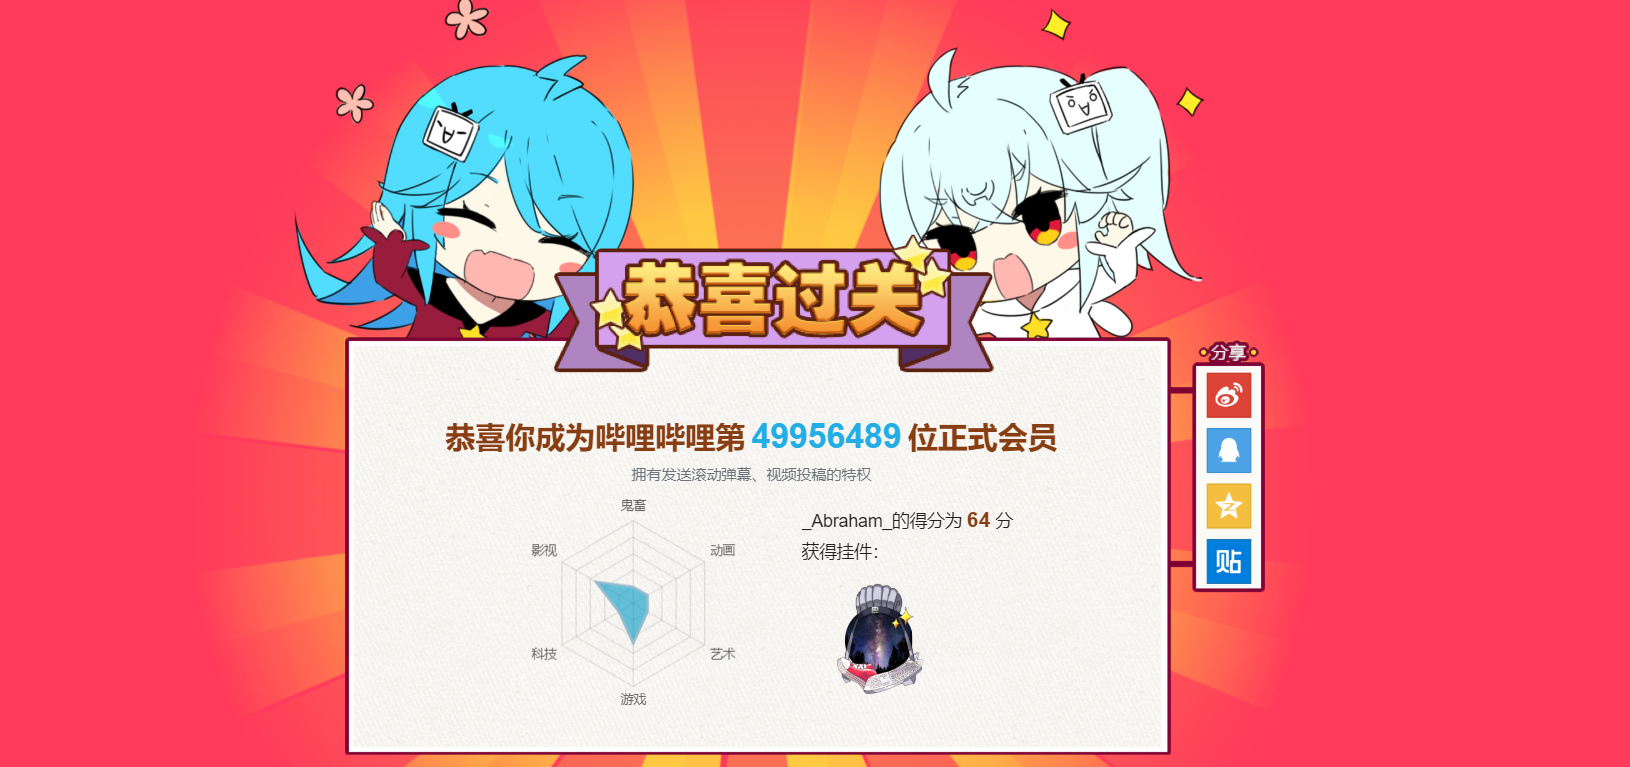 恭喜过关
分享
恭喜你成为哔哩哔哩第 49956489 位正式会员
拥有发送滚动弹幕、视频投稿的特权
鬼畜
影视
动画
科技
艺术
游戏
_Abraham_的得分为 64 分
获得挂件：
贴